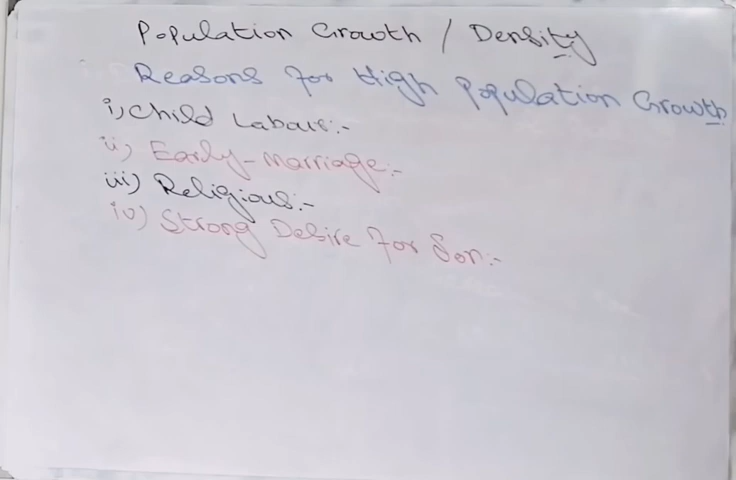 Population Growth / Density
Reasons for High Population Growth
i) Child Labour:-
ii) Early-marriage:-
iii) Religious:-
iv) Strong Desire for Son:-